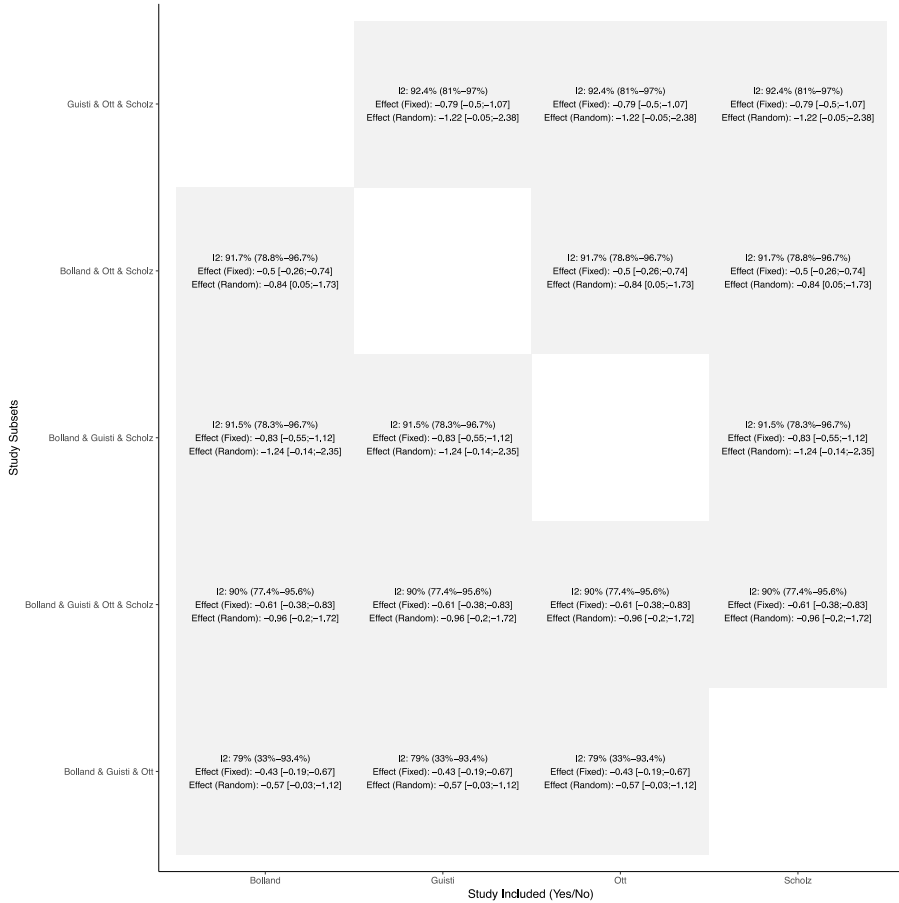 Guisti & Ott & Scholz
I2: 92.4% (81%−97%) I2: 92.4% (81%−97%) I2: 92.4% (81%−97%)
Effect (Fixed): −0.79 [−0.5;−1.07] Effect (Fixed): −0.79 [−0.5;−1.07] Effect (Fixed): −0.79 [−0.5;−1.07]
Effect (Random): −1.22 [−0.05;−2.38] Effect (Random): −1.22 [−0.05;−2.38] Effect (Random): −1.22 [−0.05;−2.38]
Bolland & Ott & Scholz
I2: 91.7% (78.8%−96.7%) I2: 91.7% (78.8%−96.7%) I2: 91.7% (78.8%−96.7%)
Effect (Fixed): −0.5 [−0.26;−0.74] Effect (Fixed): −0.5 [−0.26;−0.74] Effect (Fixed): −0.5 [−0.26;−0.74]
Effect (Random): −0.84 [0.05;−1.73] Effect (Random): −0.84 [0.05;−1.73] Effect (Random): −0.84 [0.05;−1.73]
Study Subsets
Bolland & Guisti & Scholz
I2: 91.5% (78.3%−96.7%) I2: 91.5% (78.3%−96.7%) I2: 91.5% (78.3%−96.7%)
Effect (Fixed): −0.83 [−0.55;−1.12] Effect (Fixed): −0.83 [−0.55;−1.12] Effect (Fixed): −0.83 [−0.55;−1.12]
Effect (Random): −1.24 [−0.14;−2.35] Effect (Random): −1.24 [−0.14;−2.35] Effect (Random): −1.24 [−0.14;−2.35]
Bolland & Guisti & Ott & Scholz
I2: 90% (77.4%−95.6%) I2: 90% (77.4%−95.6%) I2: 90% (77.4%−95.6%) I2: 90% (77.4%−95.6%)
Effect (Fixed): −0.61 [−0.38;−0.83] Effect (Fixed): −0.61 [−0.38;−0.83] Effect (Fixed): −0.61 [−0.38;−0.83] Effect (Fixed): −0.61 [−0.38;−0.83]
Effect (Random): −0.96 [−0.2;−1.72] Effect (Random): −0.96 [−0.2;−1.72] Effect (Random): −0.96 [−0.2;−1.72] Effect (Random): −0.96 [−0.2;−1.72]
Bolland & Guisti & Ott
I2: 79% (33%−93.4%) I2: 79% (33%−93.4%) I2: 79% (33%−93.4%)
Effect (Fixed): −0.43 [−0.19;−0.67] Effect (Fixed): −0.43 [−0.19;−0.67] Effect (Fixed): −0.43 [−0.19;−0.67]
Effect (Random): −0.57 [−0.03;−1.12] Effect (Random): −0.57 [−0.03;−1.12] Effect (Random): −0.57 [−0.03;−1.12]
Bolland Guisti Ott Scholz
Study Included (Yes/No)